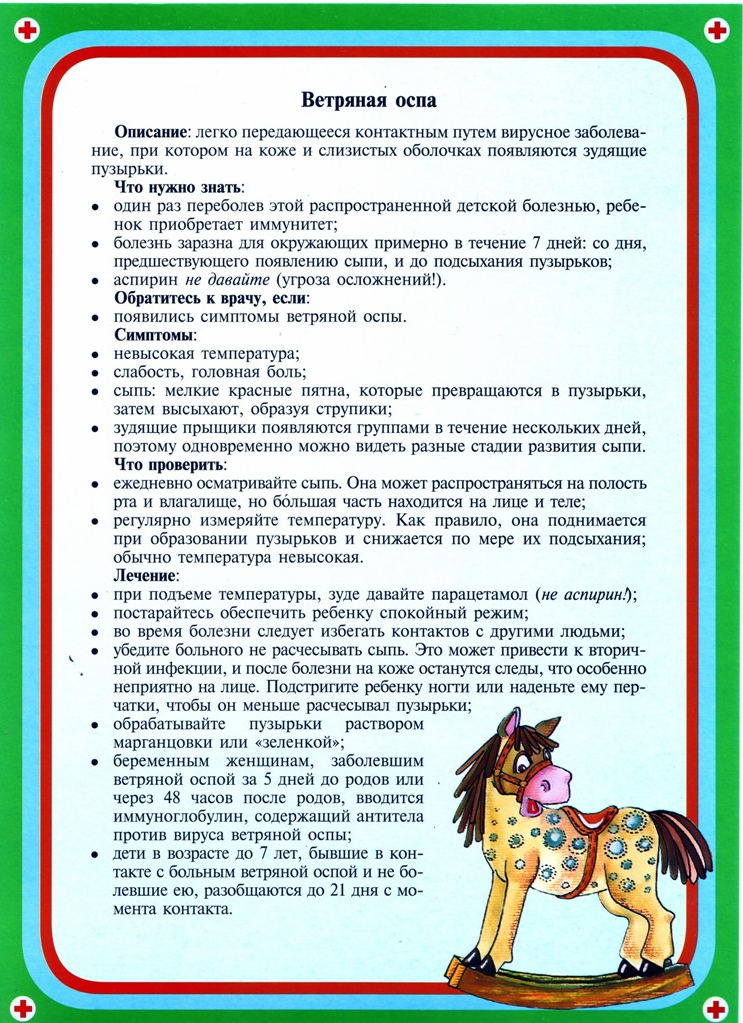 Ветряная оспа
Описание: легко передающееся контактным путем вирусное заболева-
ние, при котором на коже и слизистых оболочках появляются зудящие
пузырьки.
Что нужно знать:
• один раз переболев этой распространенной детской болезнью, ребе-
нок приобретает иммунитет;
• болезнь заразна для окружающих примерно в течение 7 дней: со дня,
предшествующего появлению сыпи, и до подсыхания пузырьков;
• аспирин не давайте (угроза осложнений!).
Обратитесь к врачу, если:
• появились симптомы ветряной оспы.
Симптомы:
• невысокая температура;
• слабость, головная боль;
• сыпь: мелкие красные пятна, которые превращаются в пузырьки,
затем высыхают, образуя струпики;
• зудящие прыщики появляются группами в течение нескольких дней,
поэтому одновременно можно видеть разные стадии развития сыпи.
Что проверить:
• ежедневно осматривайте сыпь. Она может распространяться на полость
рта и влагалище, но бо́льшая часть находится на лице и теле;
• регулярно измеряйте температуру. Как правило, она поднимается
при образовании пузырьков и снижается по мере их подсыхания;
обычно температура невысокая.
Лечение:
• при подъеме температуры, зуде давайте парацетамол (не аспирин!);
• постарайтесь обеспечить ребенку спокойный режим;
• во время болезни следует избегать контактов с другими людьми;
• убедите больного не расчесывать сыпь. Это может привести к вторич-
ной инфекции, и после болезни на коже останутся следы, что особенно
неприятно на лице. Подстригите ребенку ногти или наденьте ему пер-
чатки, чтобы он меньше расчесывал пузырьки;
• обрабатывайте пузырьки раствором
марганцовки или «зеленкой»;
• беременным женщинам, заболевшим
ветряной оспой за 5 дней до родов или
через 48 часов после родов, вводится
иммуноглобулин, содержащий антитела
против вируса ветряной оспы;
• дети в возрасте до 7 лет, бывшие в кон-
такте с больным ветряной оспой и не бо-
левшие ею, разобщаются до 21 дня с мо-
мента контакта.